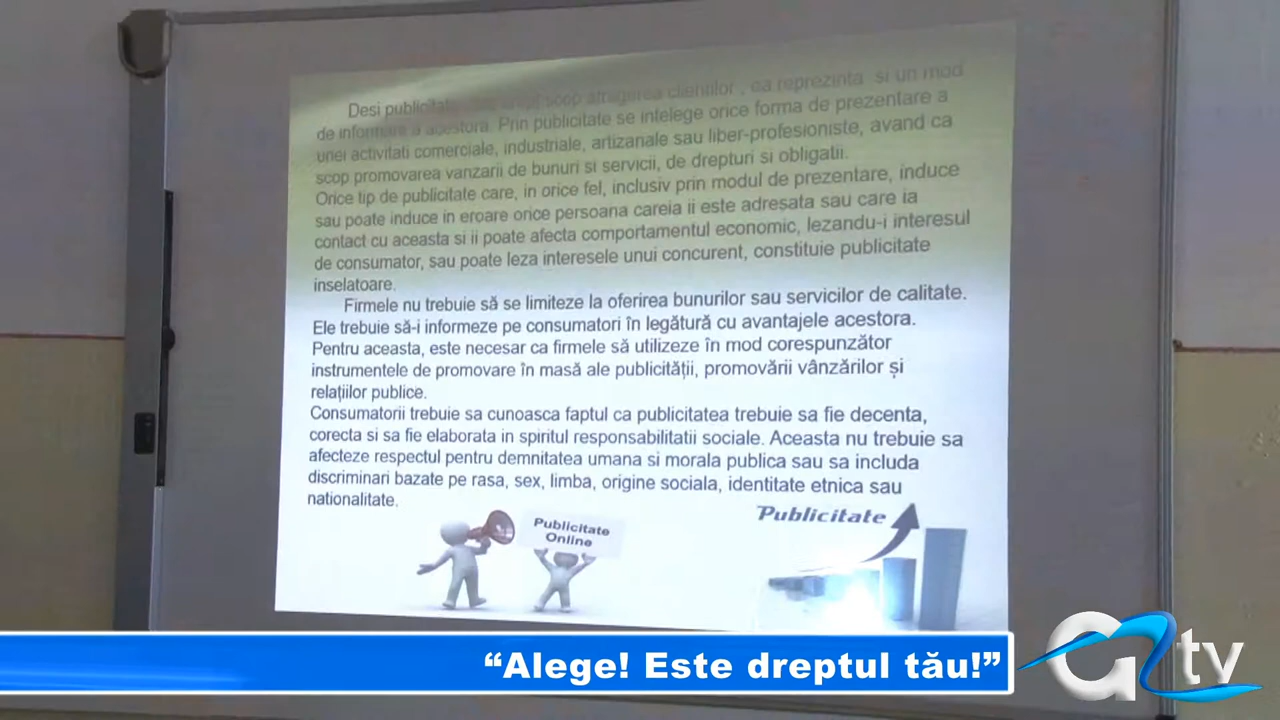 Desi publicitatea are drept scop atragerea clientilor , ea reprezinta si un mod
de informare a acestora. Prin publicitate se intelege orice forma de prezentare a
unei activitati comerciale, industriale, artizanale sau liber-profesioniste, avand ca
scop promovarea vanzarii de bunuri si servicii, de drepturi si obligatii.
Orice tip de publicitate care, in orice fel, inclusiv prin modul de prezentare, induce
sau poate induce in eroare orice persoana careia ii este adresata sau care ia
contact cu aceasta si ii poate afecta comportamentul economic, lezandu-i interesul
de consumator, sau poate leza interesele unui concurent, constituie publicitate
inselatoare.
Firmele nu trebuie să se limiteze la oferirea bunurilor sau servicilor de calitate.
Ele trebuie să-i informeze pe consumatori în legătură cu avantajele acestora.
Pentru aceasta, este necesar ca firmele să utilizeze în mod corespunzător
instrumentele de promovare în masă ale publicității, promovării vânzărilor și
relațiilor publice.
Consumatorii trebuie sa cunoasca faptul ca publicitatea trebuie sa fie decenta,
corecta si sa fie elaborata in spiritul responsabilitatii sociale. Aceasta nu trebuie sa
afecteze respectul pentru demnitatea umana si morala publica sau sa includa
discriminari bazate pe rasa, sex, limba, origine sociala, identitate etnica sau
nationalitate.
Publicitate
Online
Publicitate
“Alege! Este dreptul tău!”
G2 tv